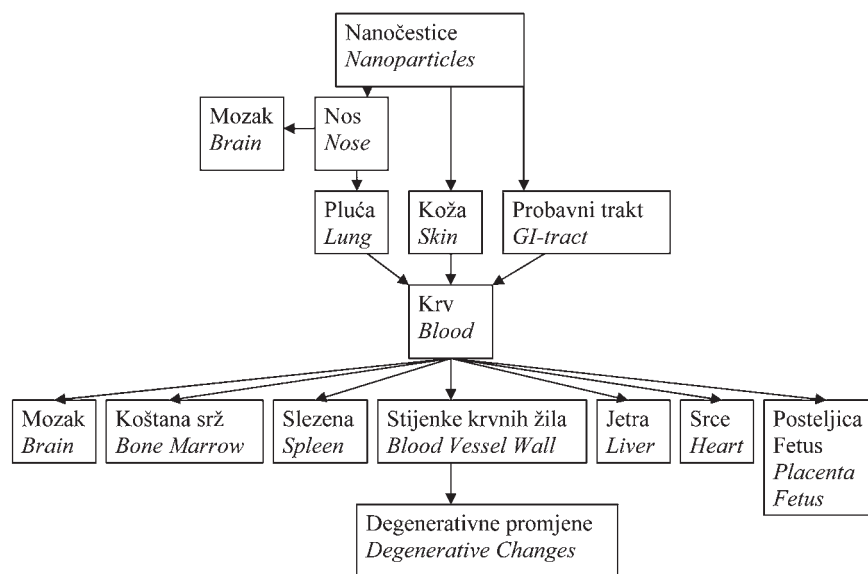 Nanočestice
Nanoparticles
Mozak
Brain
Nos
Nose
Pluća
Lung
Koža
Skin
Probavni trakt
GI-tract
Krv
Blood
Mozak
Brain
Koštana srž
Bone Marrow
Slezena
Spleen
Stijenke krvnih žila
Blood Vessel Wall
Jetra
Liver
Srce
Heart
Posteljica
Fetus
Placenta
Fetus
Degenerativne promjene
Degenerative Changes